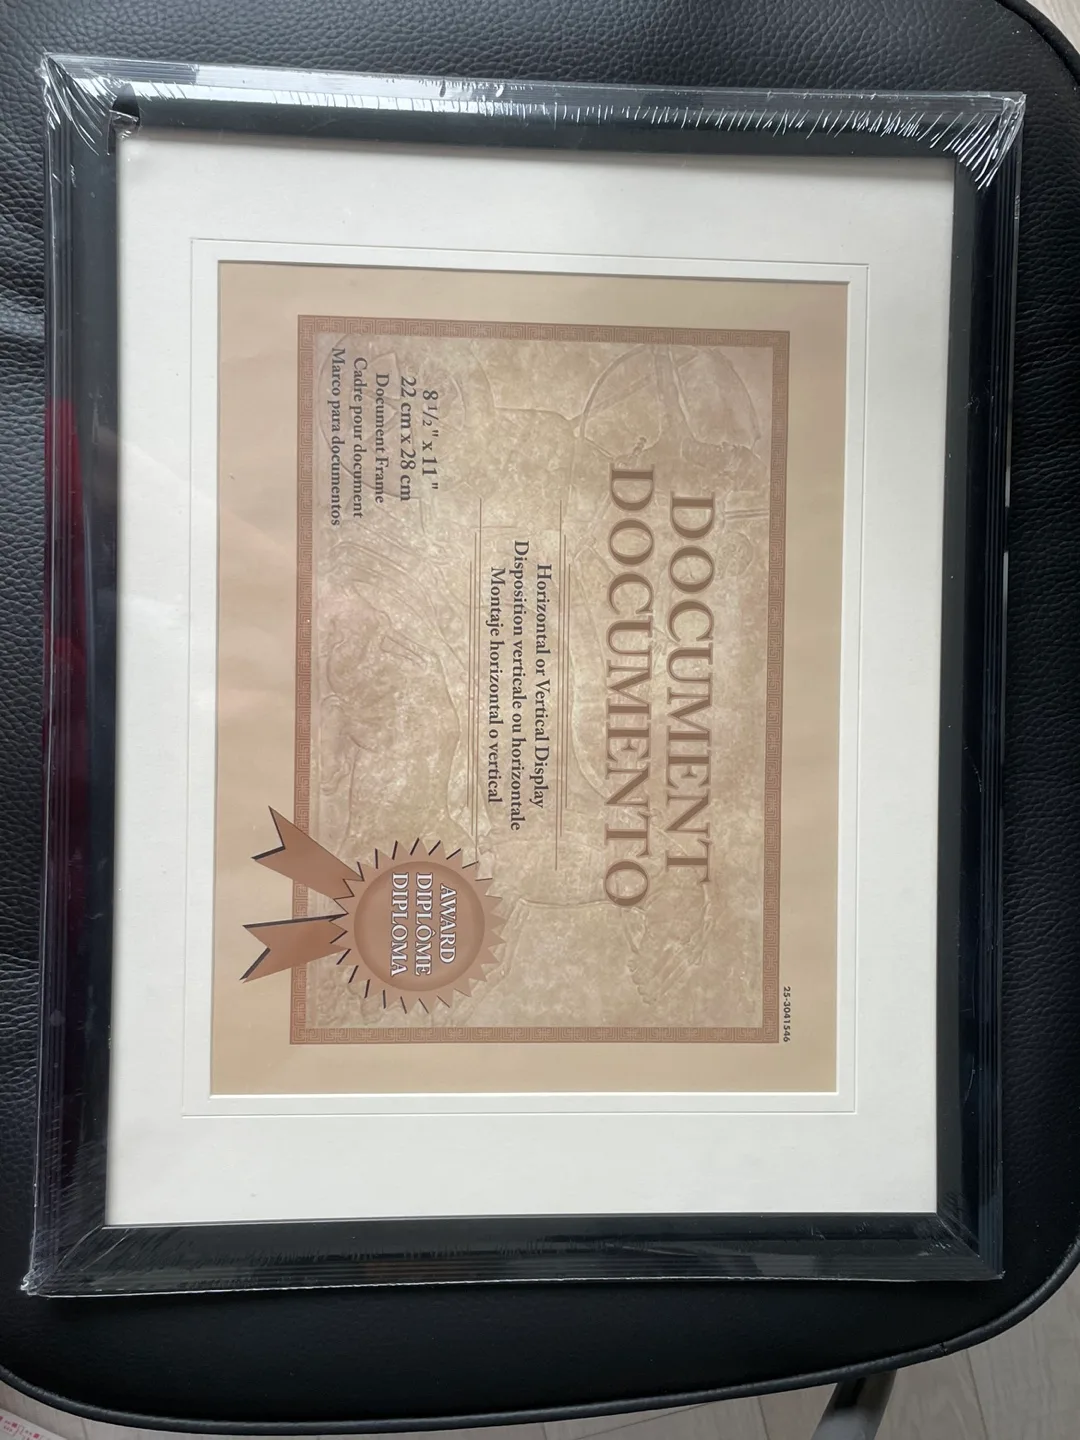 25-3041546
DOCUMENT
DOCUMENTO
Horizontal or Vertical Display
Disposition verticale ou horizontale
Montaje horizontal o vertical
8 1/2" x 11"
22 cm x 28 cm
Document Frame
Cadre pour document
Marco para documentos
AWARD
DIPLÔME
DIPLOMA